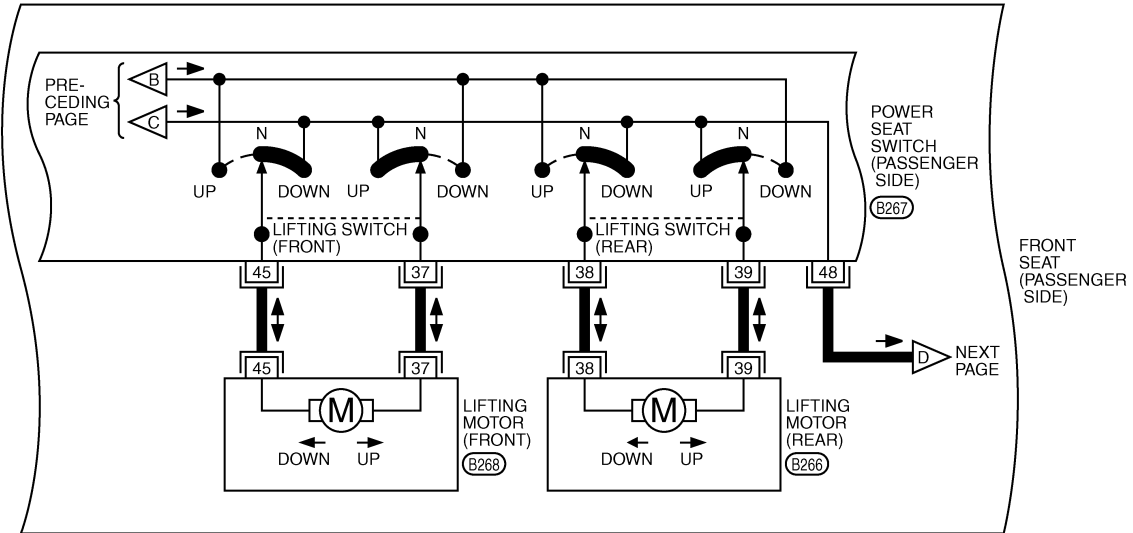 PRE-
CEDING
PAGE
B
C
N
N
N
N
UP
DOWN
UP
DOWN
UP
DOWN
UP
DOWN
LIFTING SWITCH
(FRONT)
LIFTING SWITCH
(REAR)
POWER
SEAT
SWITCH
(PASSENGER
SIDE)
B267
FRONT
SEAT
(PASSENGER
SIDE)
45
37
38
39
48
D
NEXT
PAGE
45
37
38
39
M
DOWN
UP
LIFTING
MOTOR
(FRONT)
B268
M
DOWN
UP
LIFTING
MOTOR
(REAR)
B266